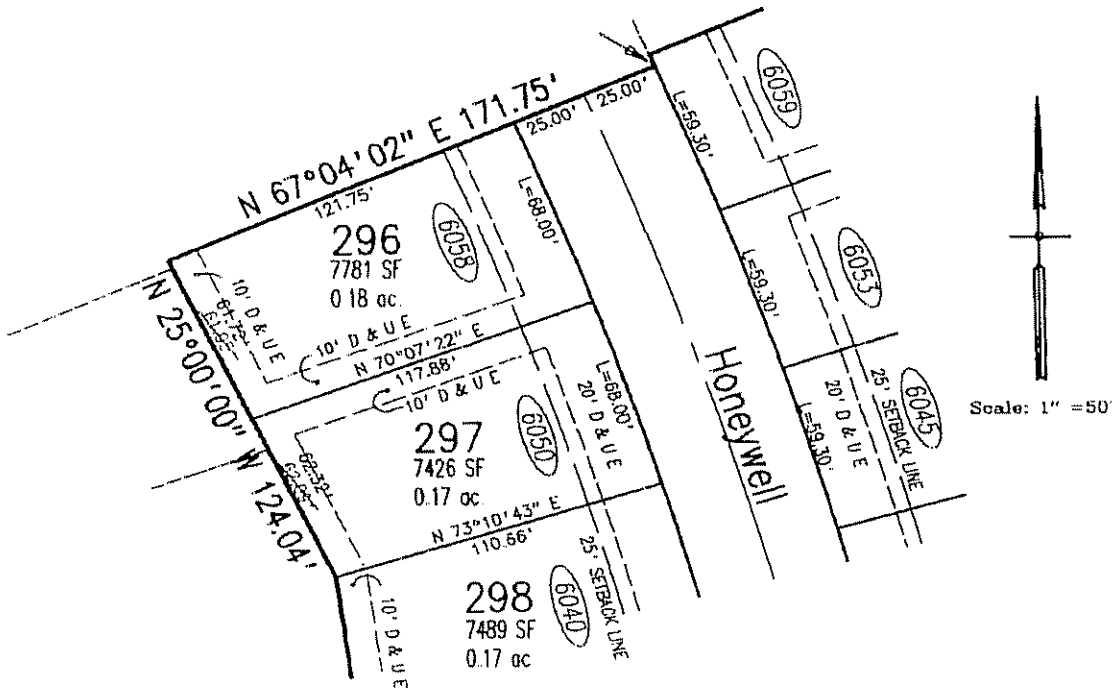 N 67°04'02" E 171.75'
25.00'
25.00'
6059
L=59.30'
121.75'
296
7781 SF
0 18 ac.
6058
L=68.00'
10' D & U E
10' D & U E
N 25°00'00" W 124.04'
N 70°07'22" E
117.88'
10' D & U E
L=59.30'
6053
297
7426 SF
0.17 ac.
6050
L=68.00'
20' D & U E
62.32'
N 73°10'43" E
110.66'
Honeywell
L=59.30'
20' D & U E
25' SETBACK LINE
6045
Scale: 1" =50'
298
7489 SF
0.17 ac
6040
25' SETBACK LINE
10' D & U E